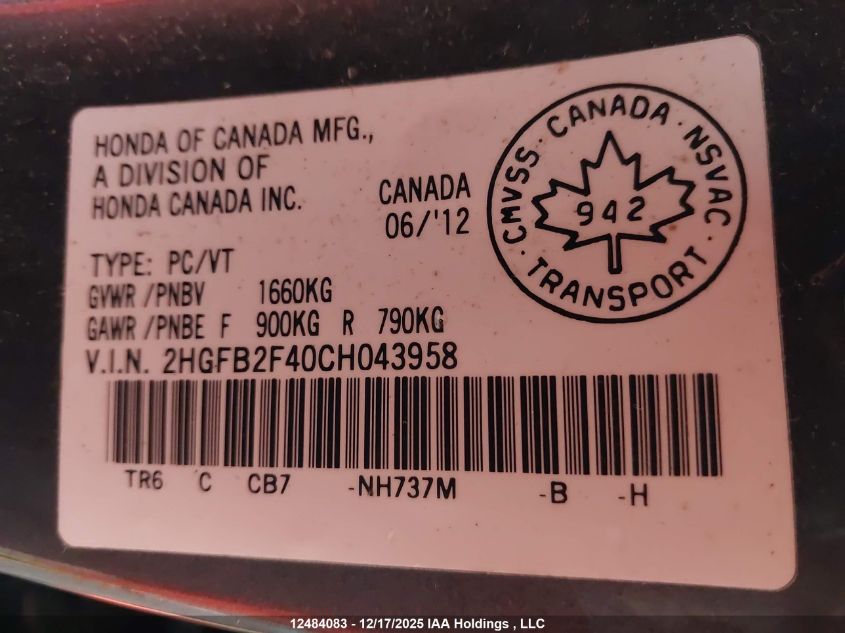 HONDA OF CANADA MFG.,
A DIVISION OF
HONDA CANADA INC.
CANADA
06/'12
CMVSS · CANADA · NSVAC · TRANSPORT ·
942
TYPE: PC/VT
GVWR /PNBV 1660KG
GAWR /PNBE F 900KG R 790KG
V.I.N. 2HGFB2F40CH043958
TR6 C CB7 -NH737M -B -H
12484083 - 12/17/2025 IAA Holdings , LLC